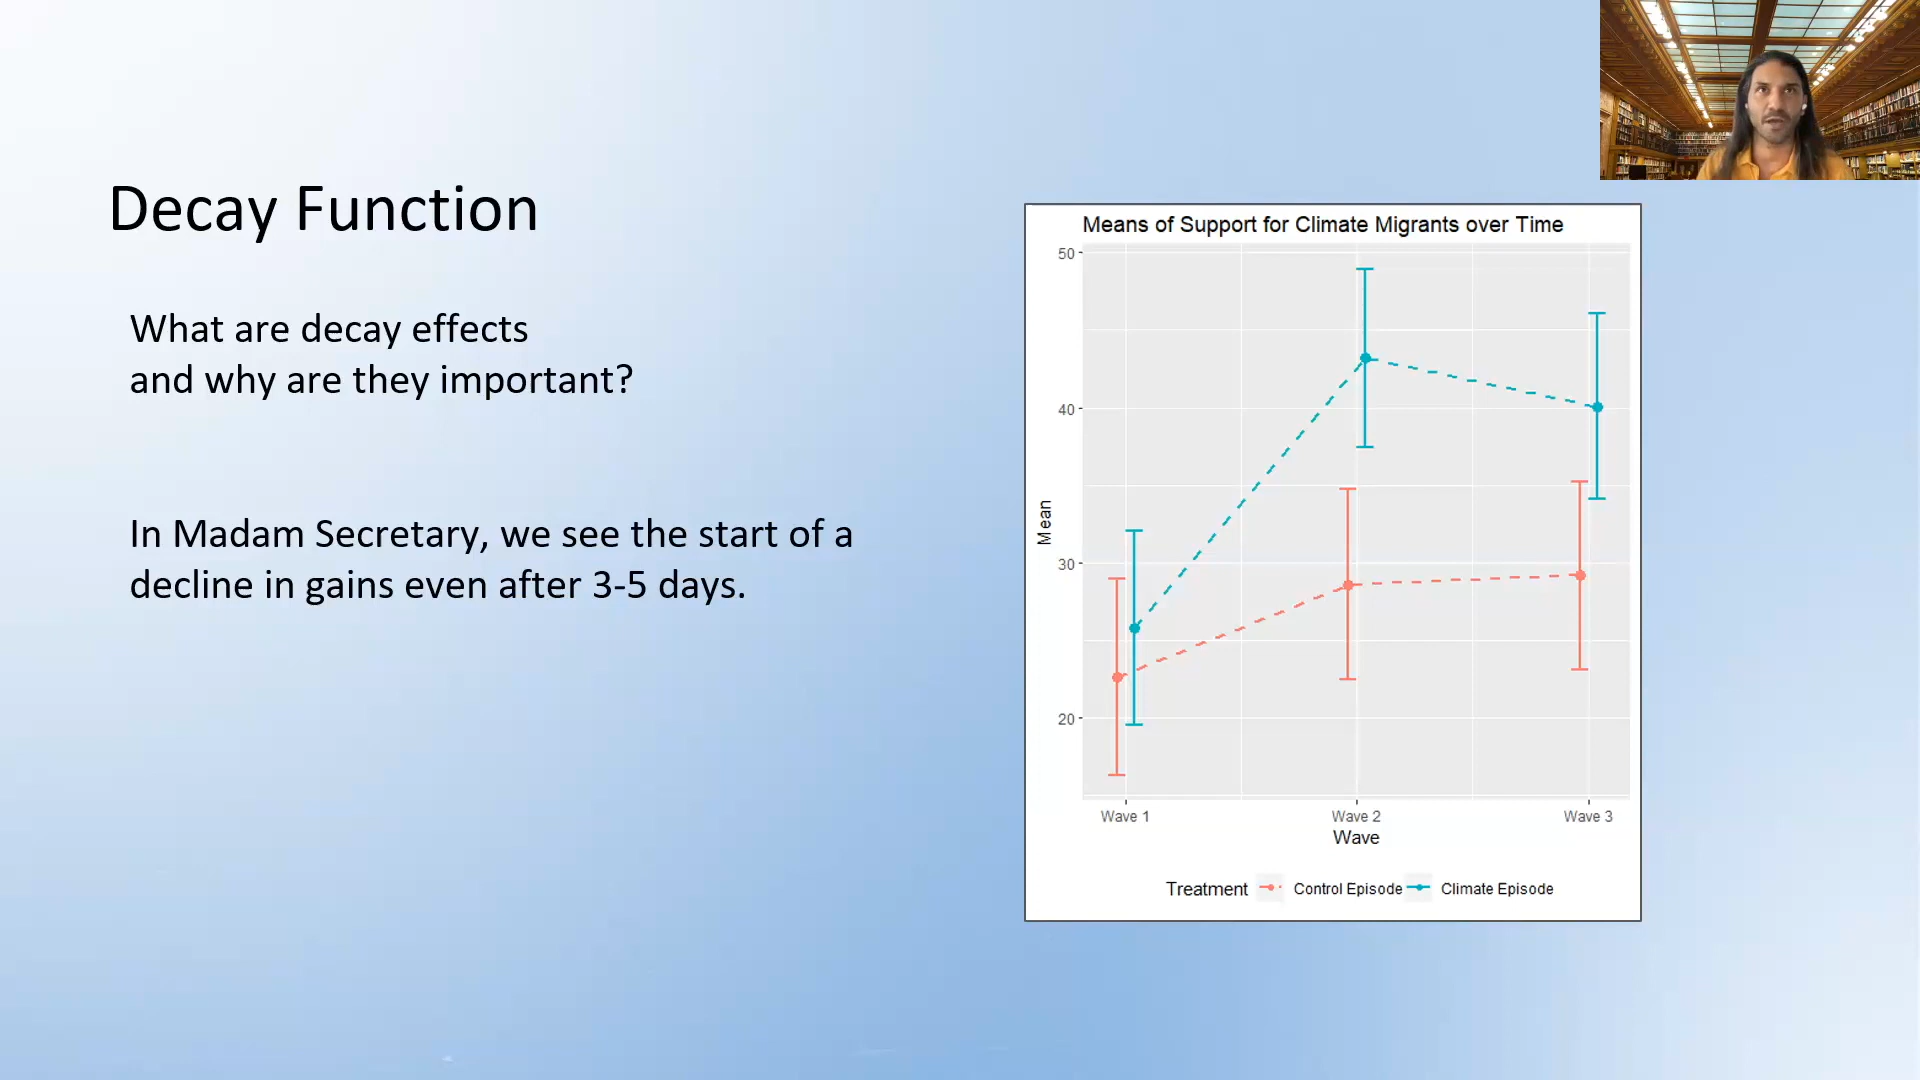 Decay Function
What are decay effects
and why are they important?
In Madam Secretary, we see the start of a
decline in gains even after 3-5 days.
Means of Support for Climate Migrants over Time
50
40
30
20
Mean
Wave 1
Wave 2
Wave 3
Wave
Treatment
Control Episode
Climate Episode